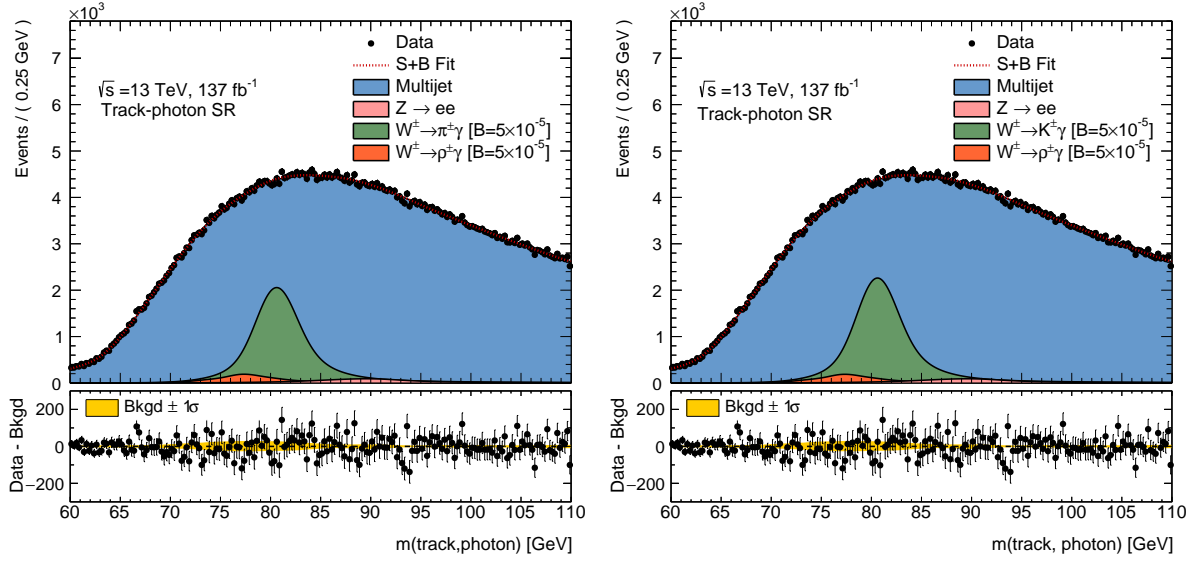 ×10³
Events / ( 0.25 GeV)
7
6
5
4
3
2
1
0
√s =13 TeV, 137 fb⁻¹
Track-photon SR
Data
S+B Fit
Multijet
Z → ee
W±→π±γ [B=5×10⁻⁵]
W±→ρ±γ [B=5×10⁻⁵]
Data - Bkgd
200
0
−200
Bkgd ± 1σ
60 65 70 75 80 85 90 95 100 105 110
m(track,photon) [GeV]
×10³
Events / ( 0.25 GeV)
7
6
5
4
3
2
1
0
√s =13 TeV, 137 fb⁻¹
Track-photon SR
Data
S+B Fit
Multijet
Z → ee
W±→K±γ [B=5×10⁻⁵]
W±→ρ±γ [B=5×10⁻⁵]
Data - Bkgd
200
0
−200
Bkgd ± 1σ
60 65 70 75 80 85 90 95 100 105 110
m(track, photon) [GeV]